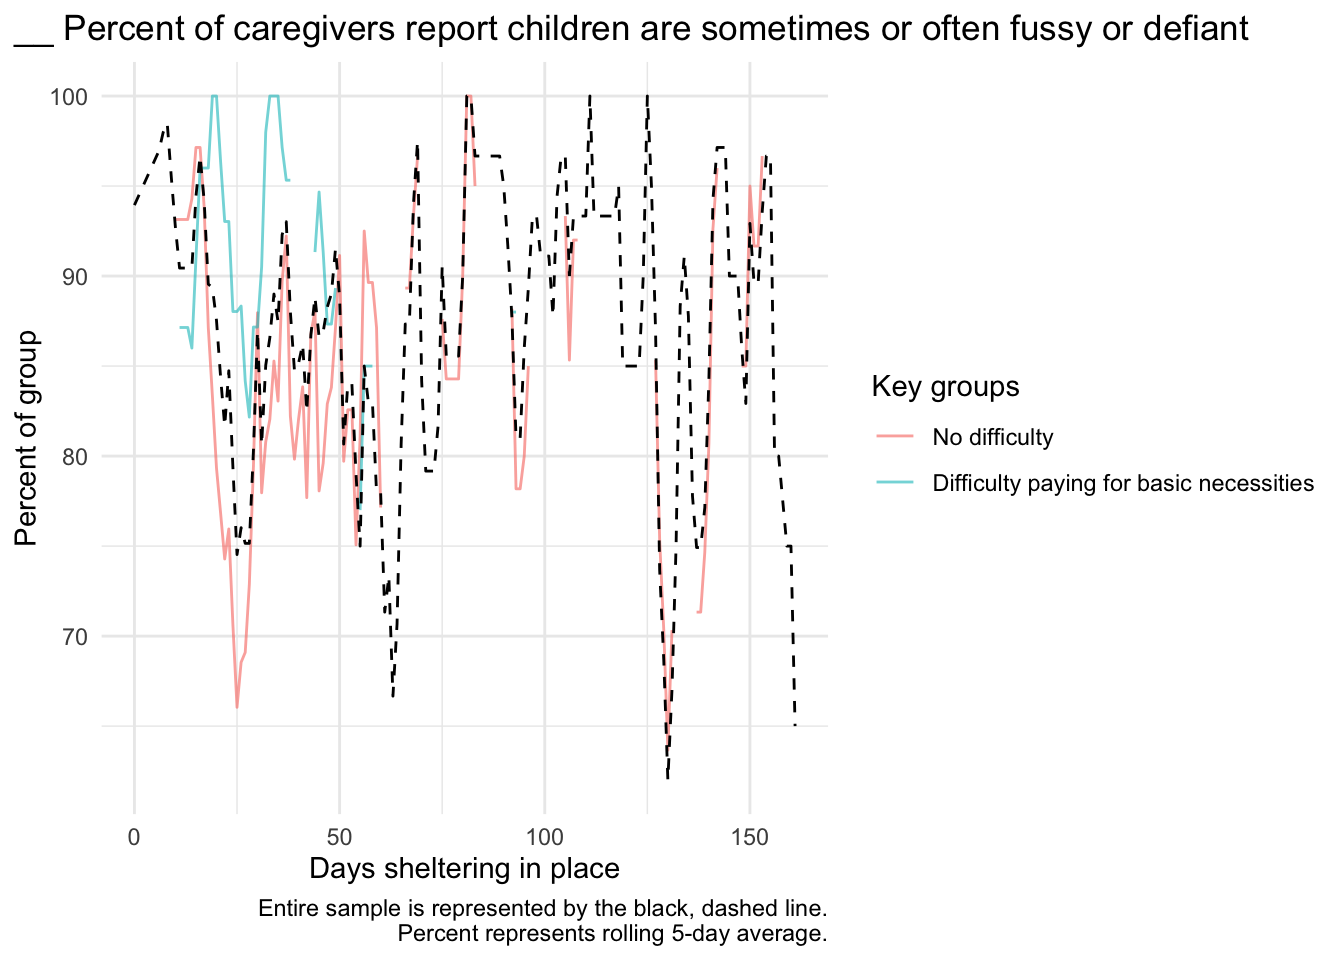 __ Percent of caregivers report children are sometimes or often fussy or defiant
100
90
80
70
Percent of group
0 50 100 150
Days sheltering in place
Key groups
No difficulty
Difficulty paying for basic necessities
Entire sample is represented by the black, dashed line.
Percent represents rolling 5-day average.